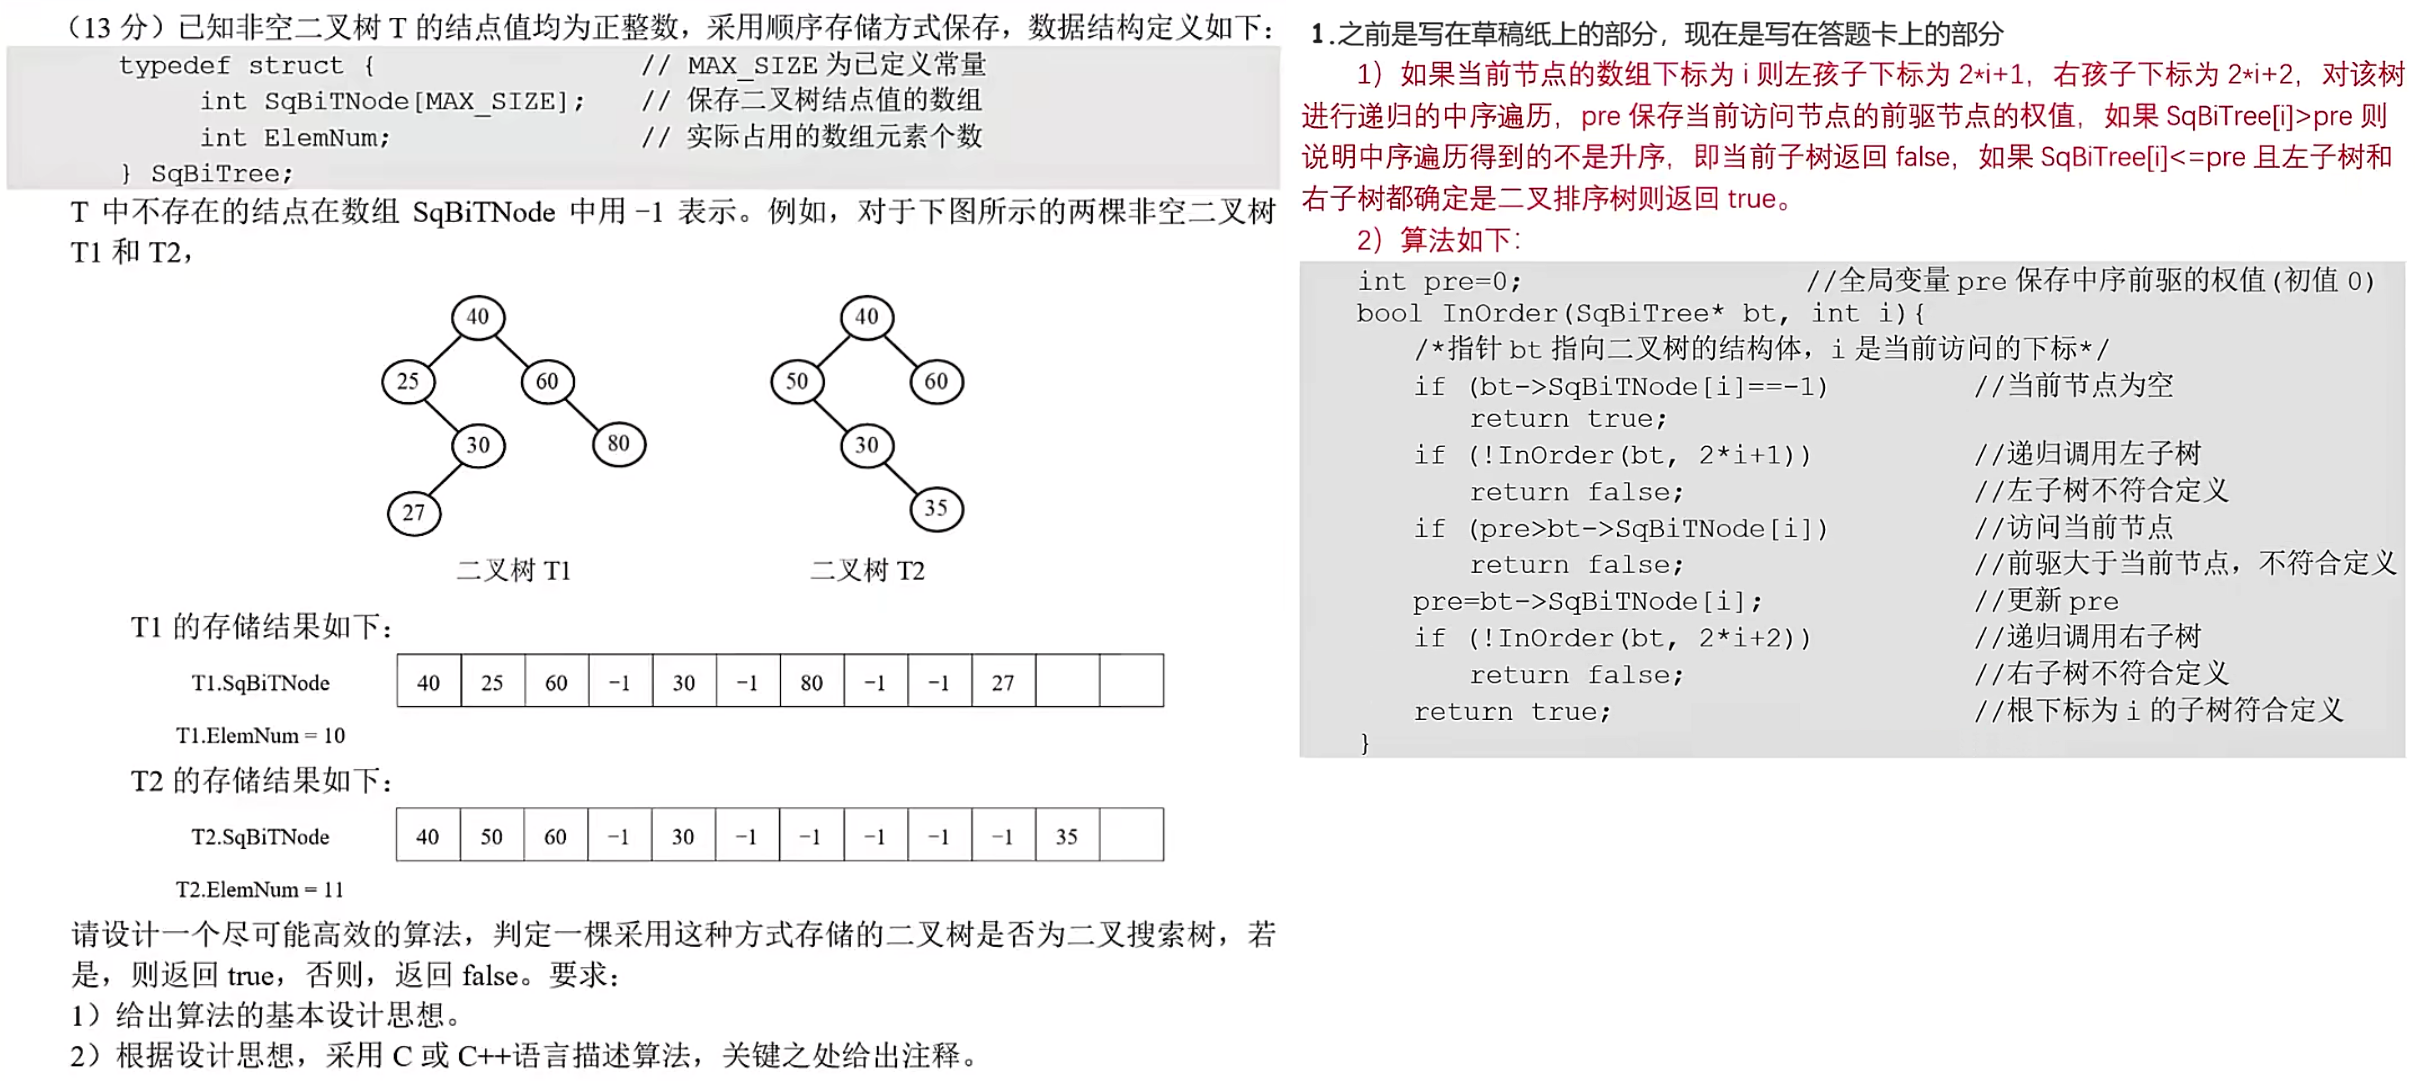 （13 分）已知非空二叉树 T 的结点值均为正整数，采用顺序存储方式保存，数据结构定义如下：
typedef struct { // MAX_SIZE 为已定义常量
int SqBiTNode[MAX_SIZE]; // 保存二叉树结点值的数组
int ElemNum; // 实际占用的数组元素个数
} SqBiTree;
T 中不存在的结点在数组 SqBiTNode 中用 −1 表示。例如，对于下图所示的两棵非空二叉树
T1 和 T2，
40
25 60
30 80
27
二叉树 T1
40
50 60
30
35
二叉树 T2
T1 的存储结果如下：
T1.SqBiTNode 40 25 60 −1 30 −1 80 −1 −1 27
T1.ElemNum = 10
T2 的存储结果如下：
T2.SqBiTNode 40 50 60 −1 30 −1 −1 −1 −1 −1 35
T2.ElemNum = 11
请设计一个尽可能高效的算法，判定一棵采用这种方式存储的二叉树是否为二叉搜索树，若
是，则返回 true，否则，返回 false。要求：
1）给出算法的基本设计思想。
2）根据设计思想，采用 C 或 C++语言描述算法，关键之处给出注释。
1.之前是写在草稿纸上的部分，现在是写在答题卡上的部分
1）如果当前节点的数组下标为 i 则左孩子下标为 2*i+1，右孩子下标为 2*i+2，对该树
进行递归的中序遍历，pre 保存当前访问节点的前驱节点的权值，如果 SqBiTree[i]>pre 则
说明中序遍历得到的不是升序，即当前子树返回 false，如果 SqBiTree[i]<=pre 且左子树和
右子树都确定是二叉排序树则返回 true。
2）算法如下：
int pre=0; //全局变量 pre 保存中序前驱的权值(初值 0)
bool InOrder(SqBiTree* bt, int i){
/*指针 bt 指向二叉树的结构体，i 是当前访问的下标*/
if (bt->SqBiTNode[i]==-1) //当前节点为空
return true;
if (!InOrder(bt, 2*i+1)) //递归调用左子树
return false; //左子树不符合定义
if (pre>bt->SqBiTNode[i]) //访问当前节点
return false; //前驱大于当前节点，不符合定义
pre=bt->SqBiTNode[i]; //更新 pre
if (!InOrder(bt, 2*i+2)) //递归调用右子树
return false; //右子树不符合定义
return true; //根下标为 i 的子树符合定义
}